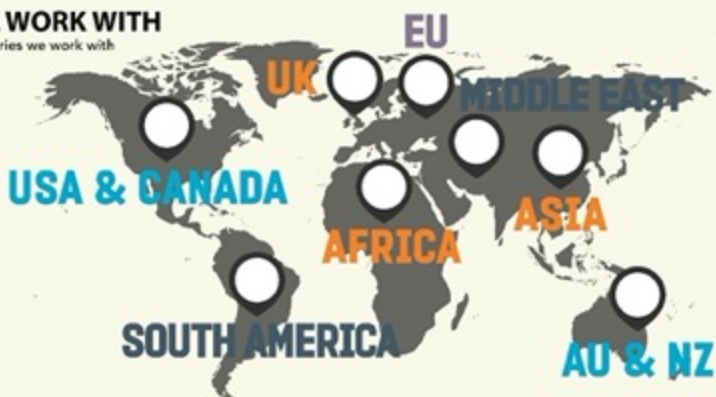 WORK WITH
ries we work with
EU
UK
MIDDLE EAST
USA & CANADA
ASIA
AFRICA
SOUTH AMERICA
AU & NZ